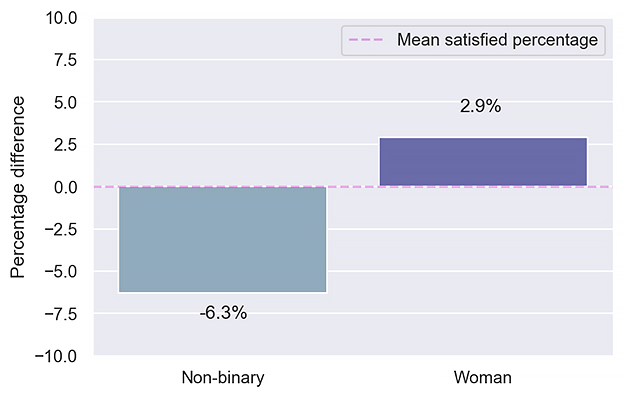 10.0
7.5
5.0
2.5
0.0
−2.5
−5.0
−7.5
−10.0
Percentage difference
Mean satisfied percentage
2.9%
-6.3%
Non-binary
Woman